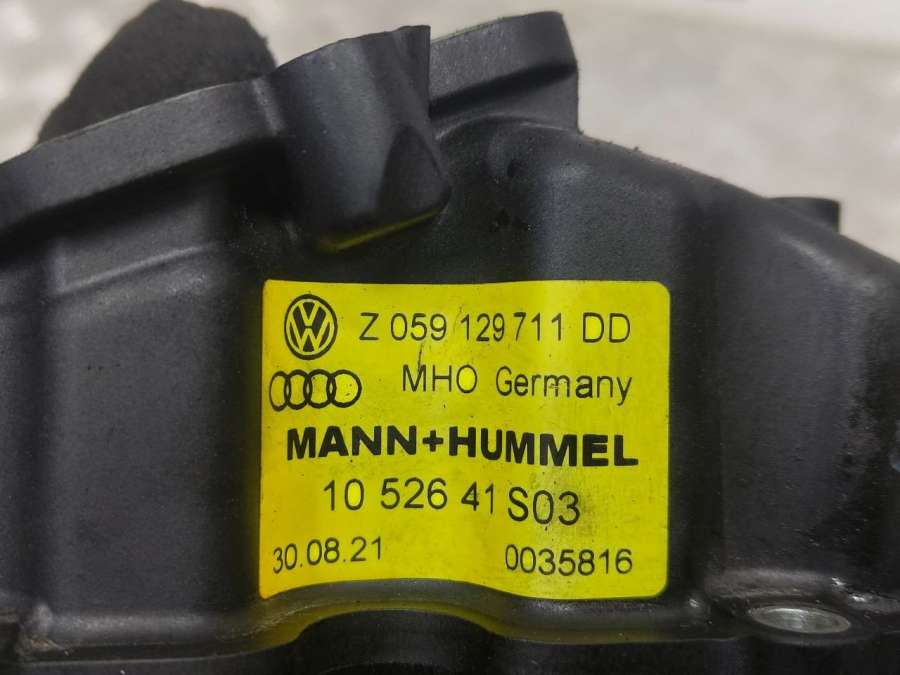 Z 059 129 711 DD
MHO Germany
MANN+HUMMEL
10 526 41 S03
30.08.21 0035816